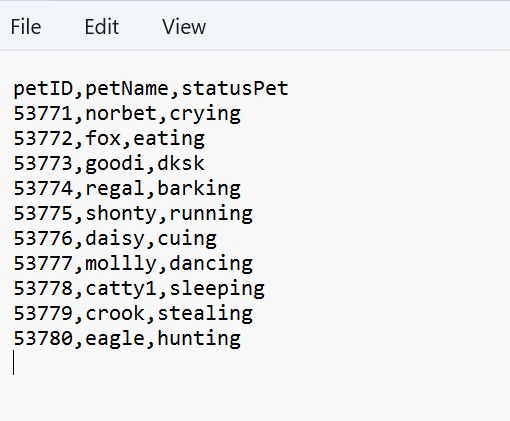 File Edit View
petID,petName,statusPet
53771,norbet,crying
53772,fox,eating
53773,goodi,dksk
53774,regal,barking
53775,shonty,running
53776,daisy,cuing
53777,mollly,dancing
53778,catty1,sleeping
53779,crook,stealing
53780,eagle,hunting